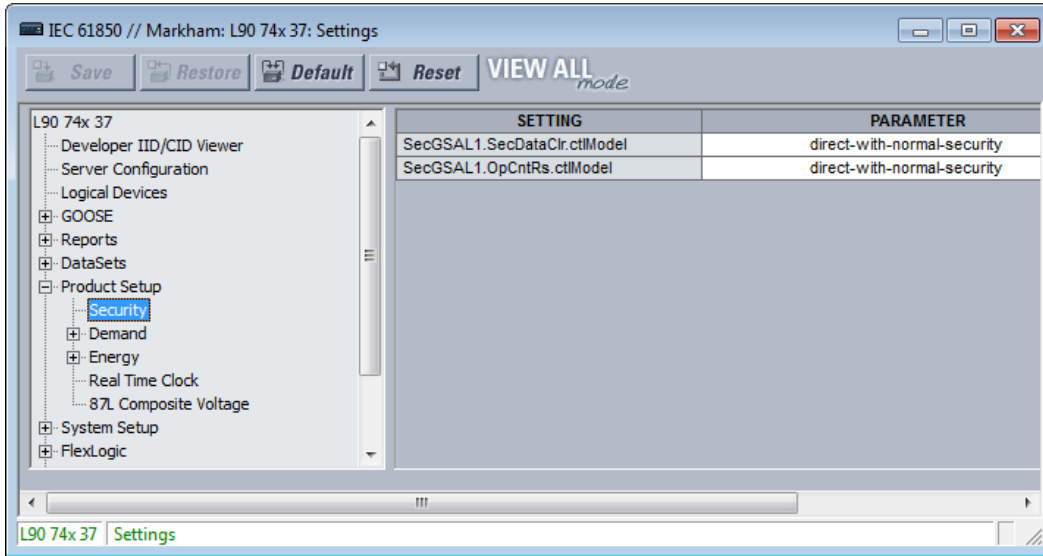 IEC 61850 // Markham: L90 74x 37: Settings
Save Restore Default Reset VIEW ALL mode
L90 74x 37
Developer IID/CID Viewer
Server Configuration
Logical Devices
GOOSE
Reports
DataSets
Product Setup
Security
Demand
Energy
Real Time Clock
87L Composite Voltage
System Setup
FlexLogic
SETTING PARAMETER
SecGSAL1.SecDataClr.ctlModel direct-with-normal-security
SecGSAL1.OpCntRs.ctlModel direct-with-normal-security
L90 74x 37 Settings